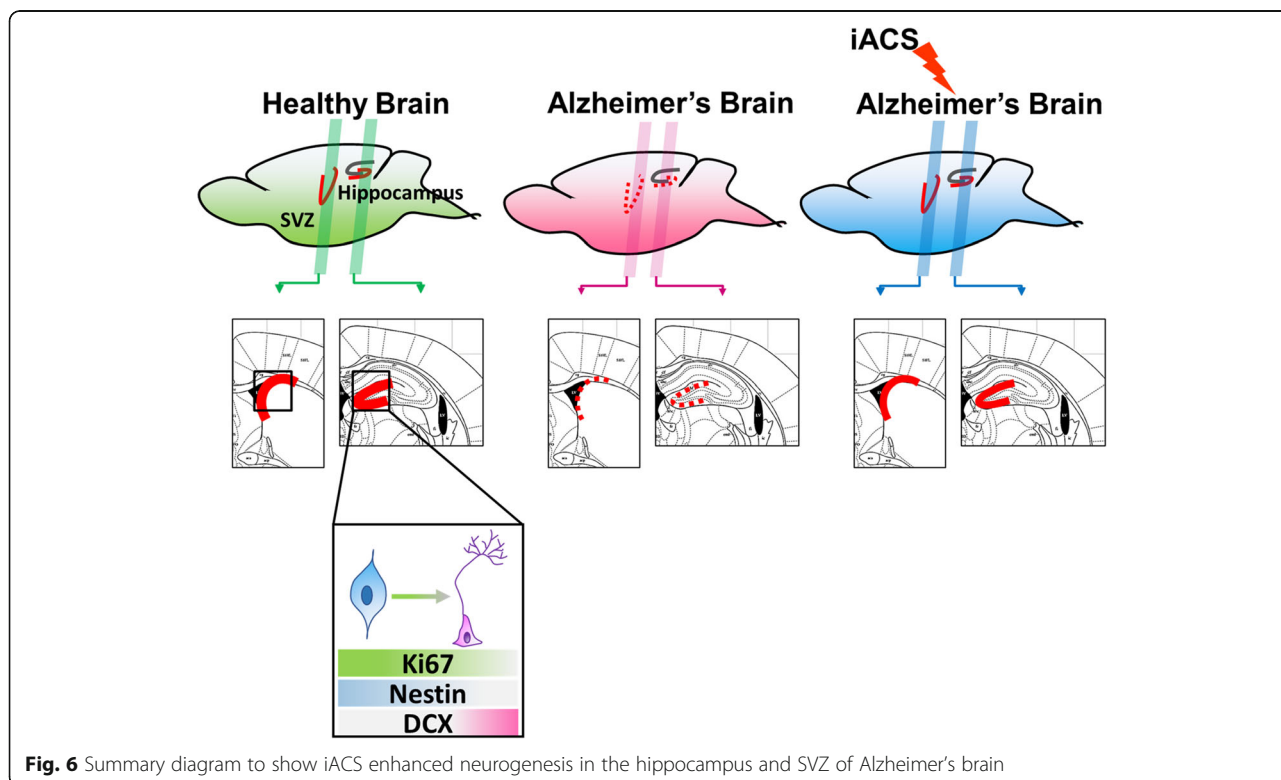 iACS
Healthy Brain
Alzheimer's Brain
Alzheimer's Brain
Hippocampus
SVZ
Ki67
Nestin
DCX
Fig. 6 Summary diagram to show iACS enhanced neurogenesis in the hippocampus and SVZ of Alzheimer's brain